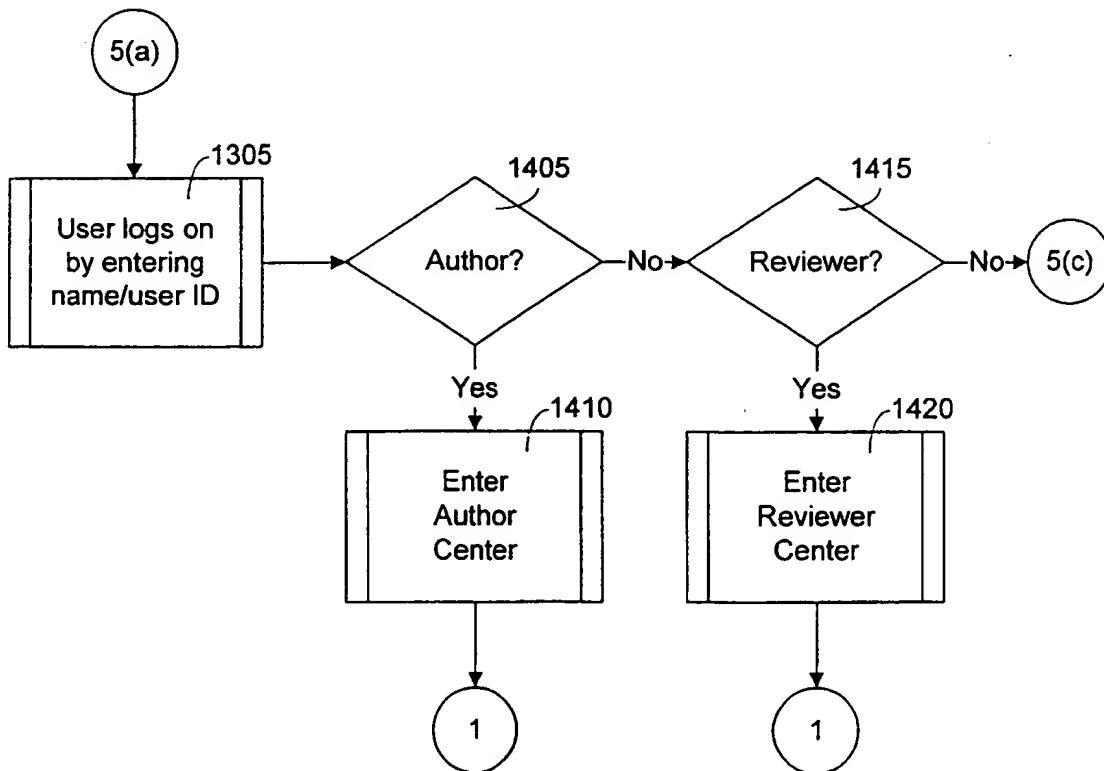 5(a)
1305
User logs on
by entering
name/user ID
1405
Author?
No
1415
Reviewer?
No
5(c)
Yes
1410
Enter
Author
Center
1
Yes
1420
Enter
Reviewer
Center
1